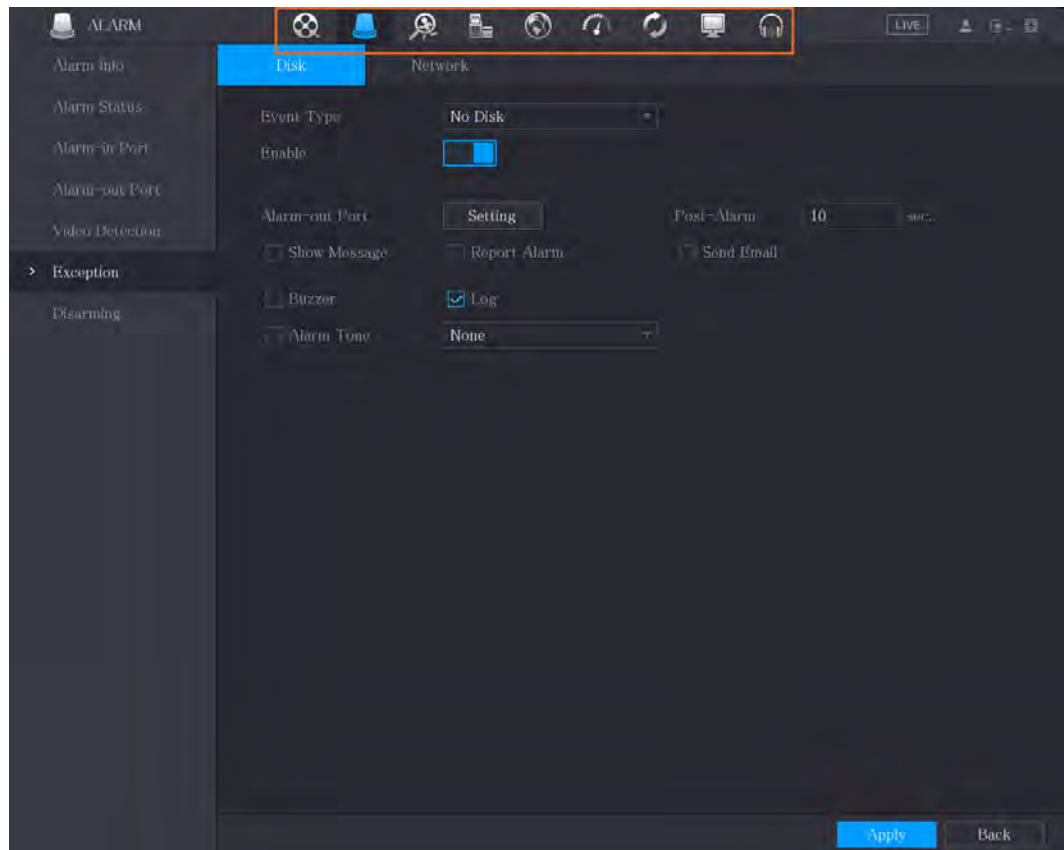 ALARM LIVE
Alarm Info
Disk Network
Alarm Status
Event Type No Disk
Alarm-in Port
Enable
Alarm-out Port
Alarm-out Port Setting Post-Alarm 10 sec.
Video Detection
Show Message Report Alarm Send Email
Exception
Buzzer Log
Disarming
Alarm Tone None
Apply Back